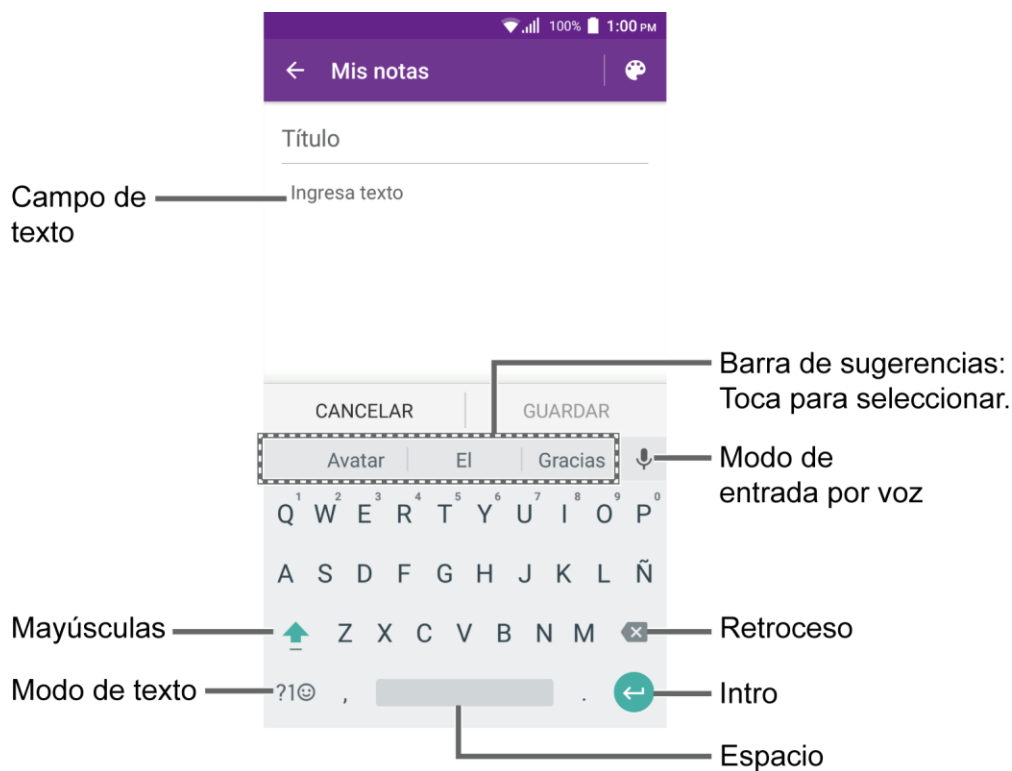 100% 1:00 PM
Mis notas
Título
Campo de
texto
Ingresa texto
Barra de sugerencias:
Toca para seleccionar.
CANCELAR GUARDAR
Avatar El Gracias
Modo de
entrada por voz
1 2 3 4 5 6 7 8 9 0
Q W E R T Y U I O P
A S D F G H J K L Ñ
Mayúsculas
Z X C V B N M
Retroceso
Modo de texto
?1☺ , .
Intro
Espacio